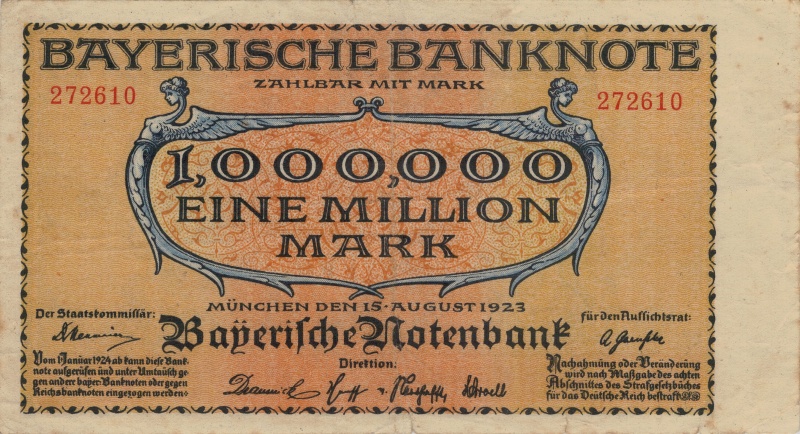 BAYERISCHE BANKNOTE
ZAHLBAR MIT MARK
272610
272610
1,000,000
EINE MILLION
MARK
MÜNCHEN DEN 15·AUGUST 1923
Der Staatskommissär:
für den Aufsichtsrat:
Bayerische Notenbank
Direktion:
Vom 1·Januar 1924 ab kann diese Bank-
note aufgerufen und unter Umtausch ge-
gen andere bayer·Banknoten oder gegen
Reichsbanknoten eingezogen werden·
Nachahmung oder Veränderung
wird nach Maßgabe des achten
Abschnittes des Strafgesetzbuches
für das Deutsche Reich bestraft